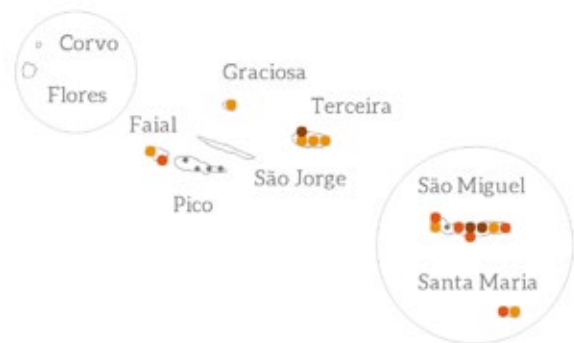 Corvo
Flores
Graciosa
Terceira
Faial
São Jorge
Pico
São Miguel
Santa Maria